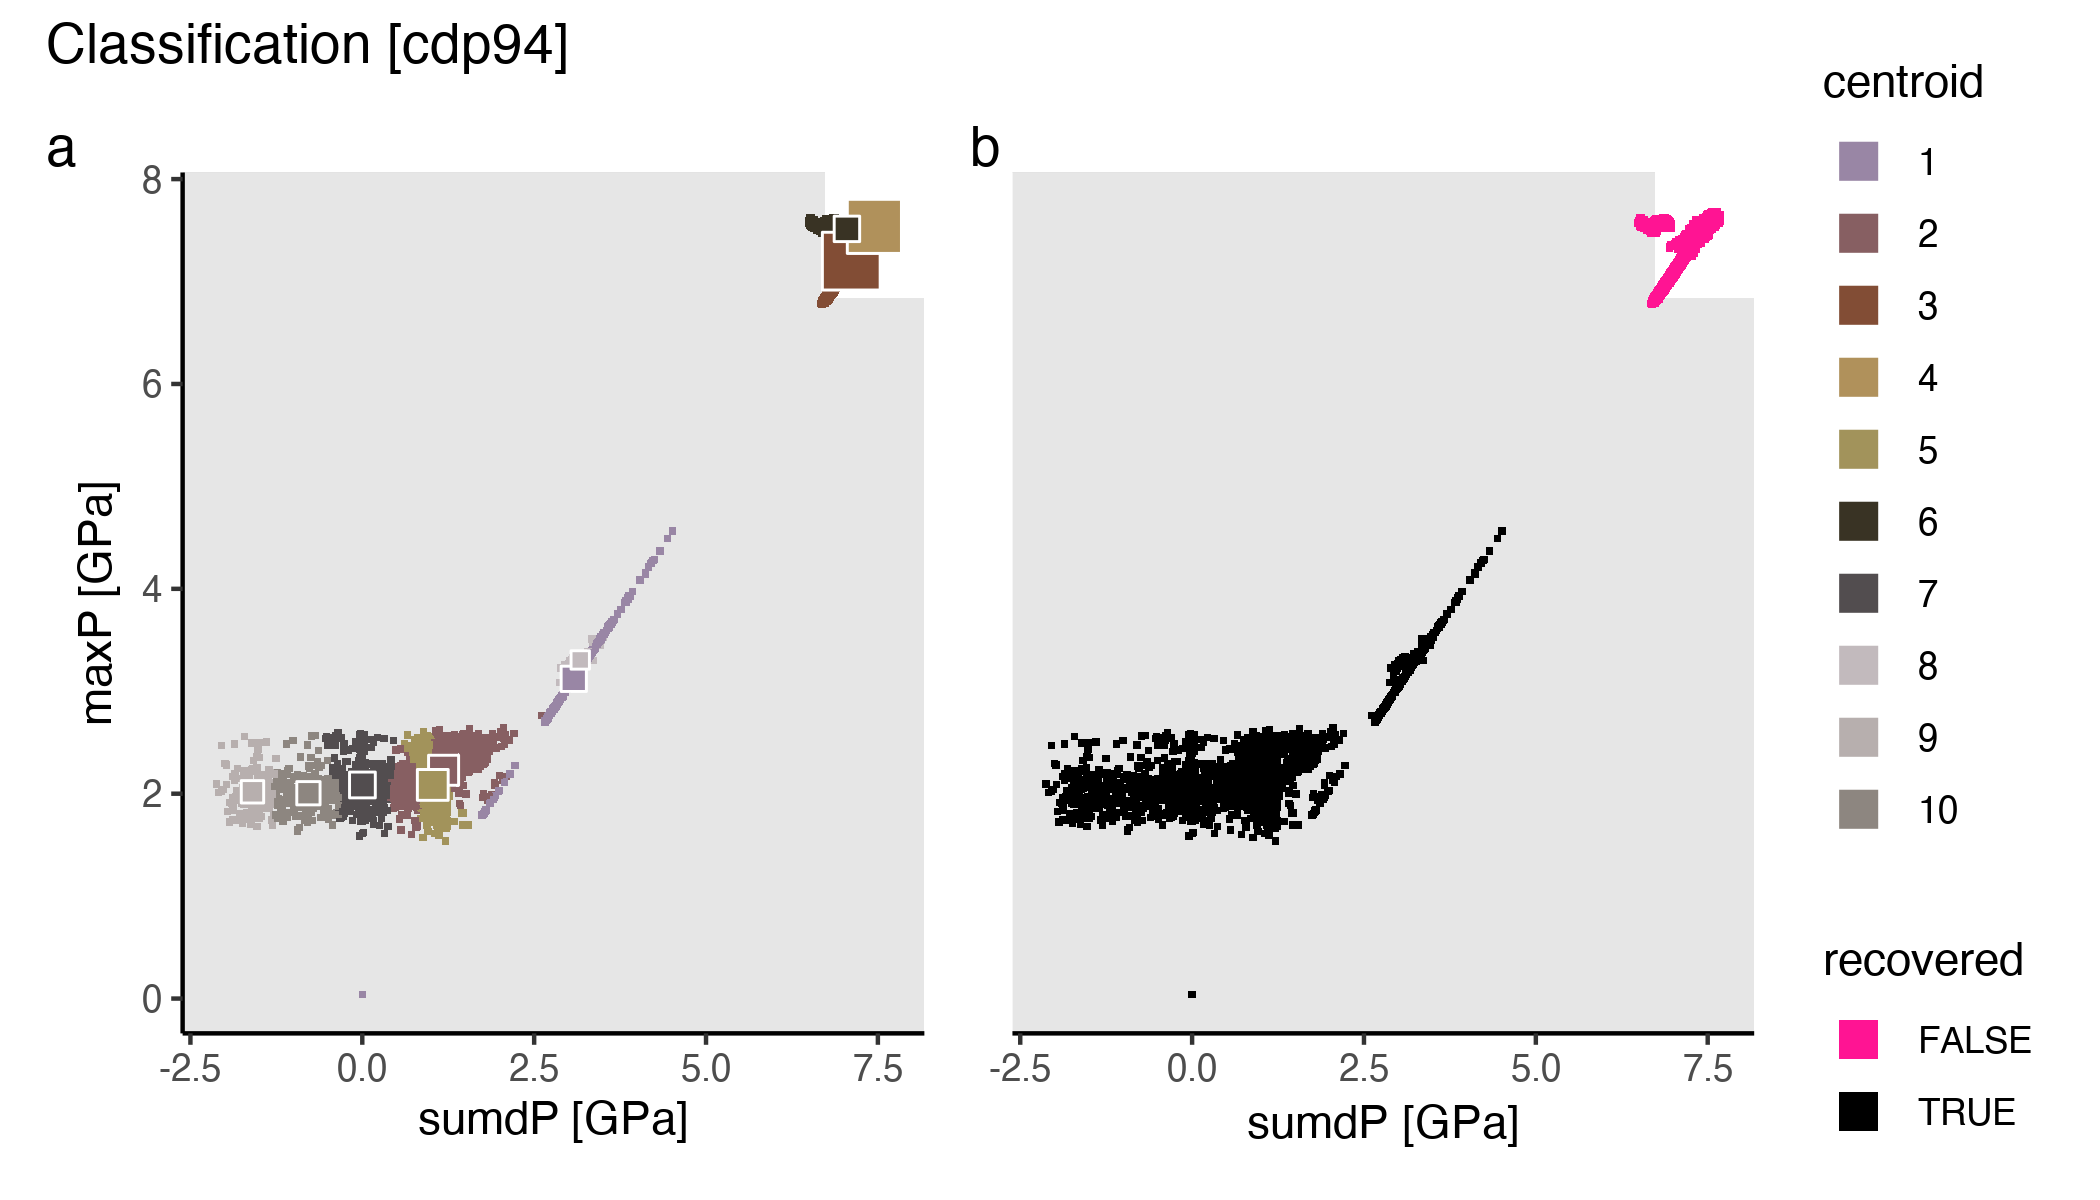 Classification [cdp94]
a
b
8
6
4
2
0
maxP [GPa]
-2.5 0.0 2.5 5.0 7.5
sumdP [GPa]
-2.5 0.0 2.5 5.0 7.5
sumdP [GPa]
centroid
1
2
3
4
5
6
7
8
9
10
recovered
FALSE
TRUE